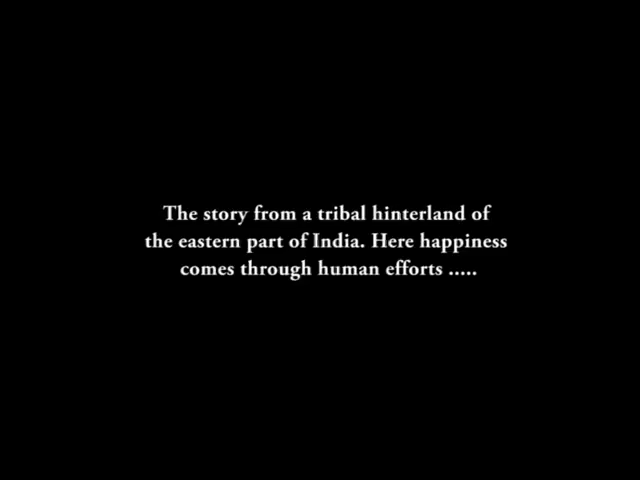 The story from a tribal hinterland of
the eastern part of India. Here happiness
comes through human efforts .....